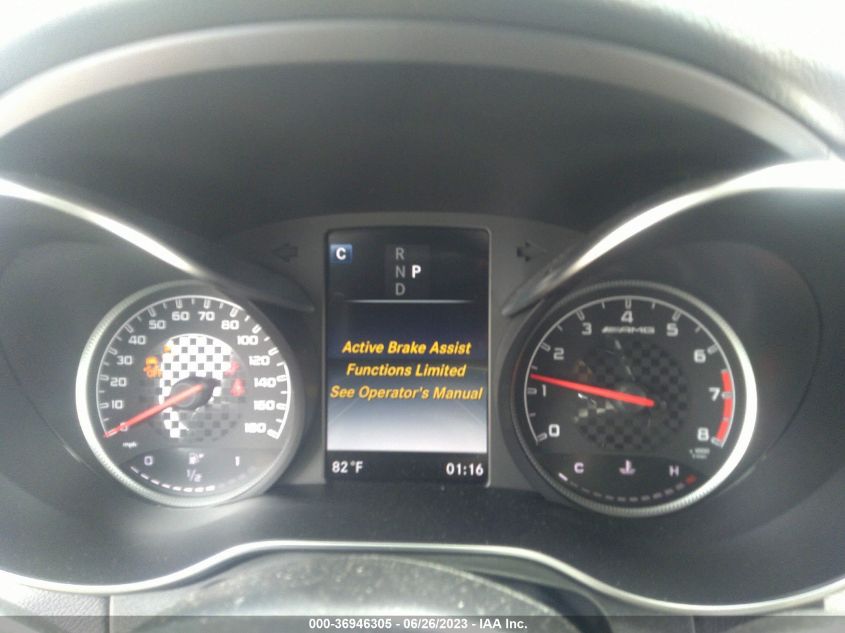 C
R
N P
D
Active Brake Assist
Functions Limited
See Operator's Manual
82°F 01:16
0 10 20 30 40 50 60 70 80 100 120 140 160 180
mph
0 1/2 1
AMG
0 1 2 3 4 5 6 7 8
C H
000-36946305 - 06/26/2023 - IAA Inc.